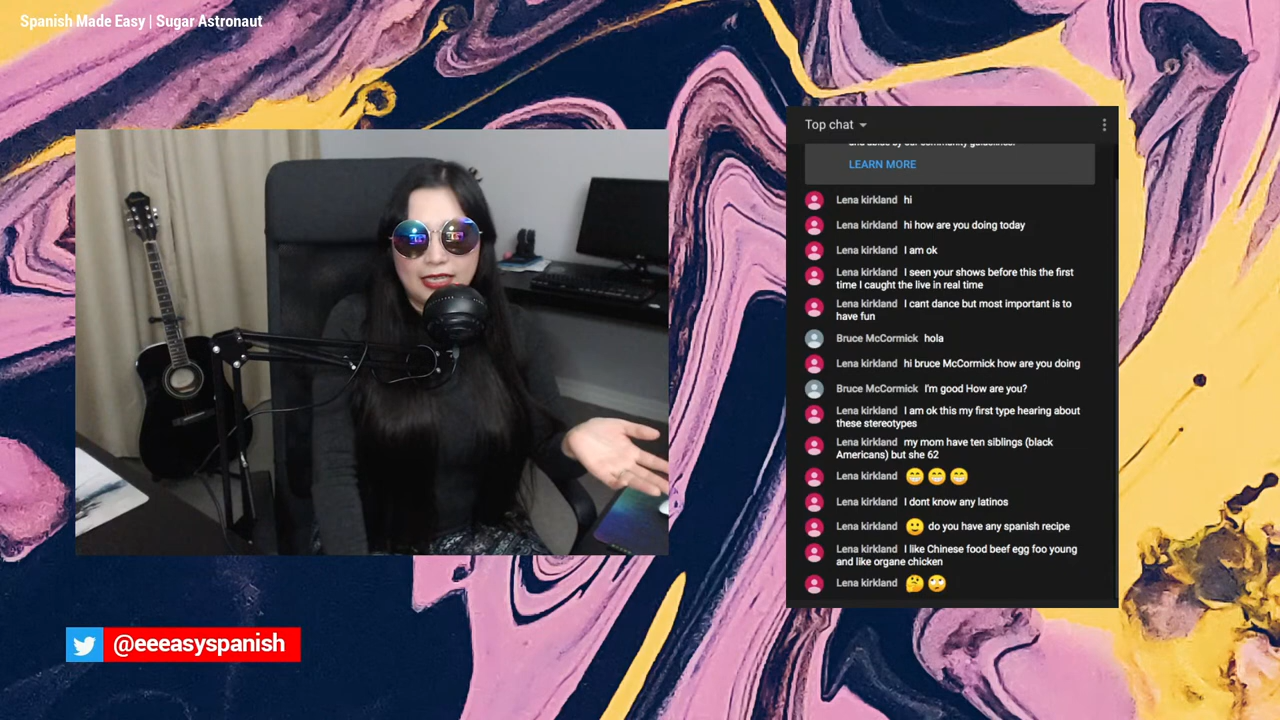 Spanish Made Easy | Sugar Astronaut
Top chat
and abide by our community guidelines.
LEARN MORE
Lena kirkland hi
Lena kirkland hi how are you doing today
Lena kirkland I am ok
Lena kirkland I seen your shows before this the first
time I caught the live in real time
Lena kirkland I cant dance but most important is to
have fun
Bruce McCormick hola
Lena kirkland hi bruce McCormick how are you doing
Bruce McCormick I'm good How are you?
Lena kirkland I am ok this my first type hearing about
these stereotypes
Lena kirkland my mom have ten siblings (black
Americans) but she 62
Lena kirkland 😁😁😁
Lena kirkland I dont know any latinos
Lena kirkland 🙂 do you have any spanish recipe
Lena kirkland I like Chinese food beef egg foo young
and like organe chicken
Lena kirkland 🤔🙄
@eeeasyspanish